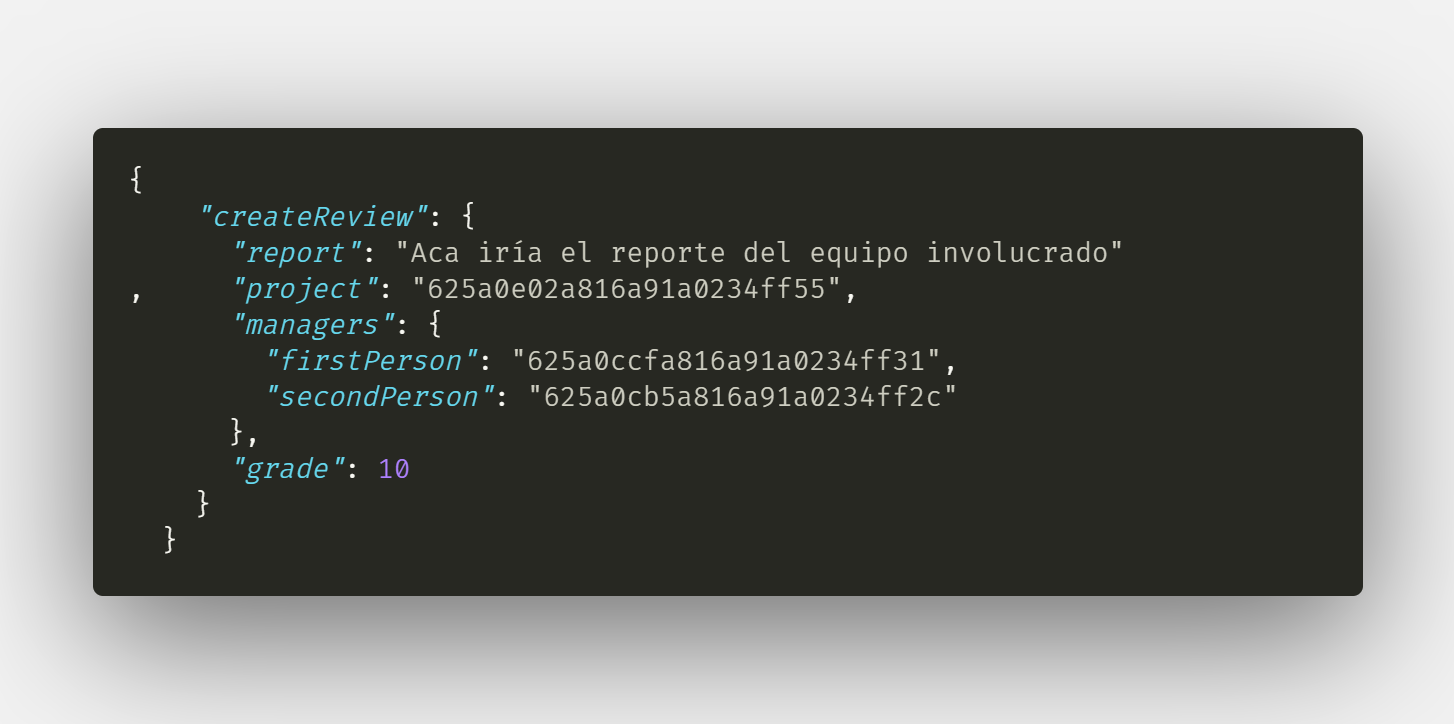 {
    "createReview": {
      "report": "Aca iría el reporte del equipo involucrado"
,     "project": "625a0e02a816a91a0234ff55",
      "managers": {
        "firstPerson": "625a0ccfa816a91a0234ff31",
        "secondPerson": "625a0cb5a816a91a0234ff2c"
      },
      "grade": 10
    }
  }